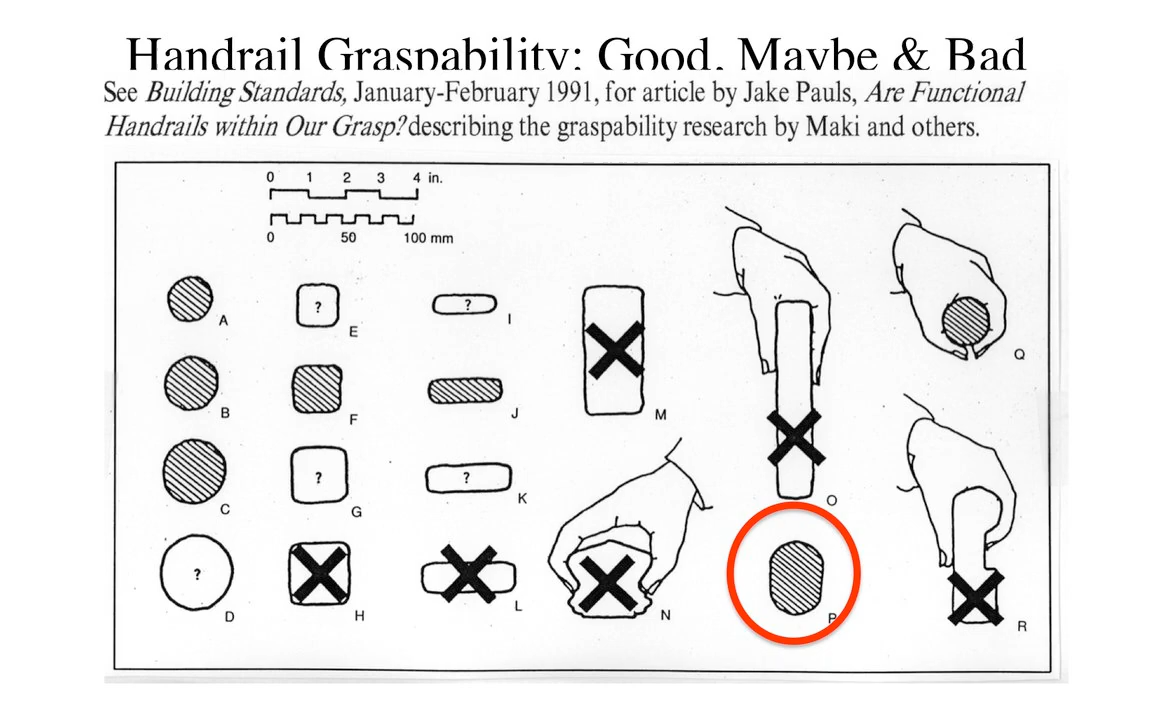 Handrail Graspability: Good, Maybe & Bad
See Building Standards, January-February 1991, for article by Jake Pauls, Are Functional
Handrails within Our Grasp? describing the graspability research by Maki and others.
0 1 2 3 4 in.
0 50 100 mm
A
? E
? I
B
F
J
C
? G
? K
? D
H
L
M
N
O
P
Q
R